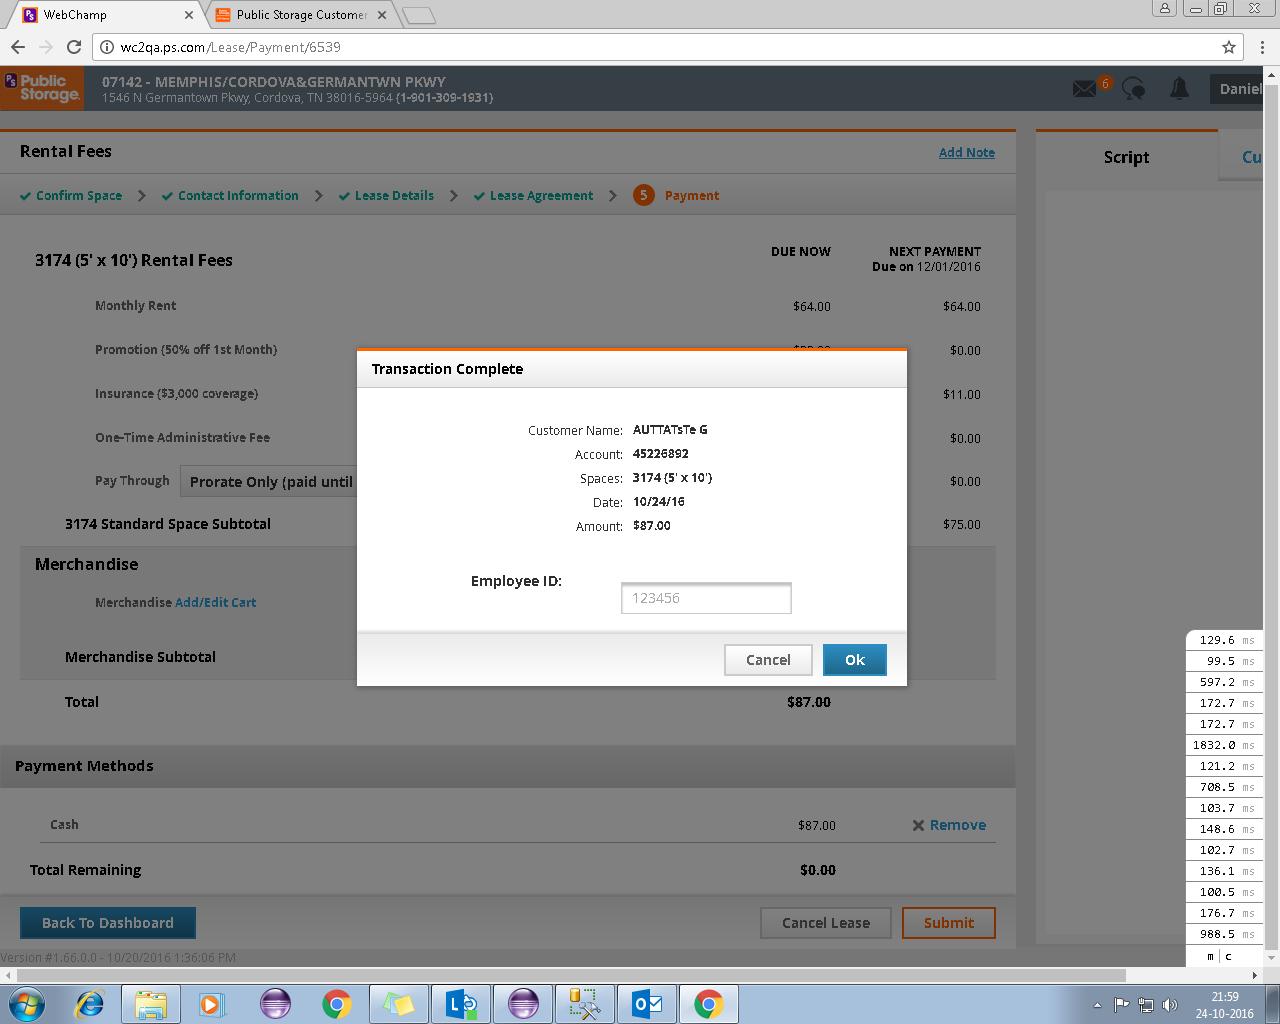 WebChamp
Public Storage Customer
wc2qa.ps.com/Lease/Payment/6539
PS Public Storage.
07142 - MEMPHIS/CORDOVA&GERMANTWN PKWY
1546 N Germantown Pkwy, Cordova, TN 38016-5964 (1-901-309-1931)
6
Daniel
Rental Fees
Add Note
Script
Cu
Confirm Space
Contact Information
Lease Details
Lease Agreement
5 Payment
3174 (5' x 10') Rental Fees
DUE NOW
NEXT PAYMENT
Due on 12/01/2016
Monthly Rent $64.00 $64.00
Promotion (50% off 1st Month) $0.00
Insurance ($3,000 coverage) $11.00
One-Time Administrative Fee $0.00
Pay Through Prorate Only (paid until $0.00
3174 Standard Space Subtotal $75.00
Merchandise
Merchandise Add/Edit Cart
Merchandise Subtotal
Total $87.00
Transaction Complete
Customer Name: AUTTATsTe G
Account: 45226892
Spaces: 3174 (5' x 10')
Date: 10/24/16
Amount: $87.00
Employee ID: 123456
Cancel
Ok
Payment Methods
Cash $87.00 Remove
Total Remaining $0.00
Back To Dashboard
Cancel Lease
Submit
Version #1.66.0.0 - 10/20/2016 1:36:06 PM
129.6 ms
99.5 ms
597.2 ms
172.7 ms
172.7 ms
1832.0 ms
121.2 ms
708.5 ms
103.7 ms
148.6 ms
102.7 ms
136.1 ms
100.5 ms
176.7 ms
988.5 ms
m | c
21:59
24-10-2016